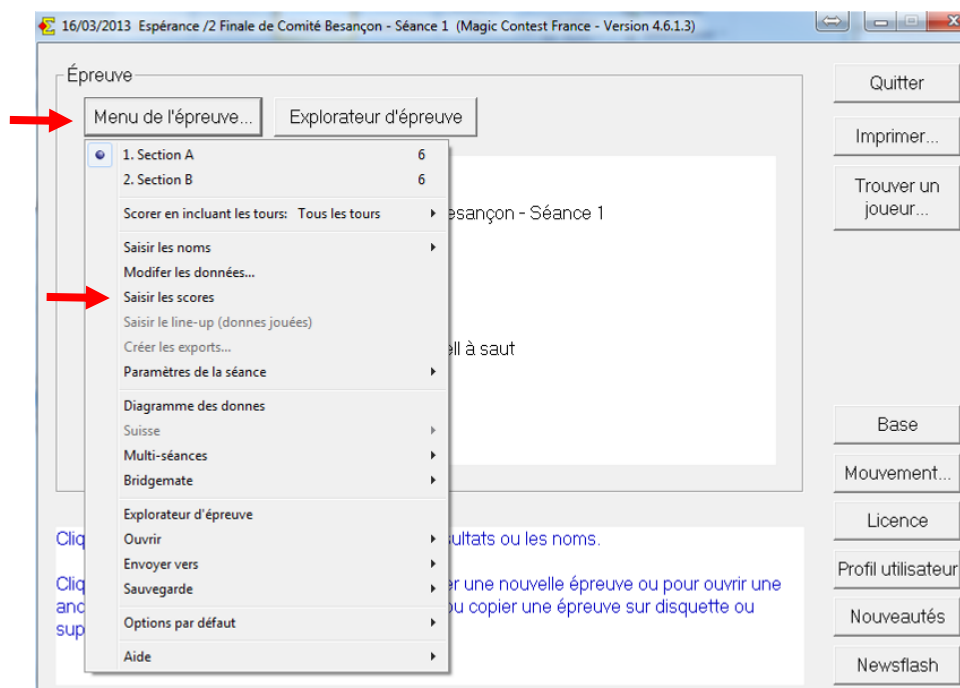 16/03/2013 Espérance /2 Finale de Comité Besançon - Séance 1 (Magic Contest France - Version 4.6.1.3)
Épreuve
Menu de l'épreuve...
Explorateur d'épreuve
Quitter
Imprimer...
Trouver un
joueur...
1. Section A 6
2. Section B 6
Scorer en incluant les tours: Tous les tours
esançon - Séance 1
Saisir les noms
Modifer les données...
Saisir les scores
Saisir le line-up (donnes jouées)
Créer les exports...
ell à saut
Paramètres de la séance
Diagramme des donnes
Suisse
Multi-séances
Bridgemate
Explorateur d'épreuve
Ouvrir
Envoyer vers
Sauvegarde
Options par défaut
Aide
Cliq
ultats ou les noms.
Cliq
er une nouvelle épreuve ou pour ouvrir une
anc
ou copier une épreuve sur disquette ou
sup
Base
Mouvement...
Licence
Profil utilisateur
Nouveautés
Newsflash